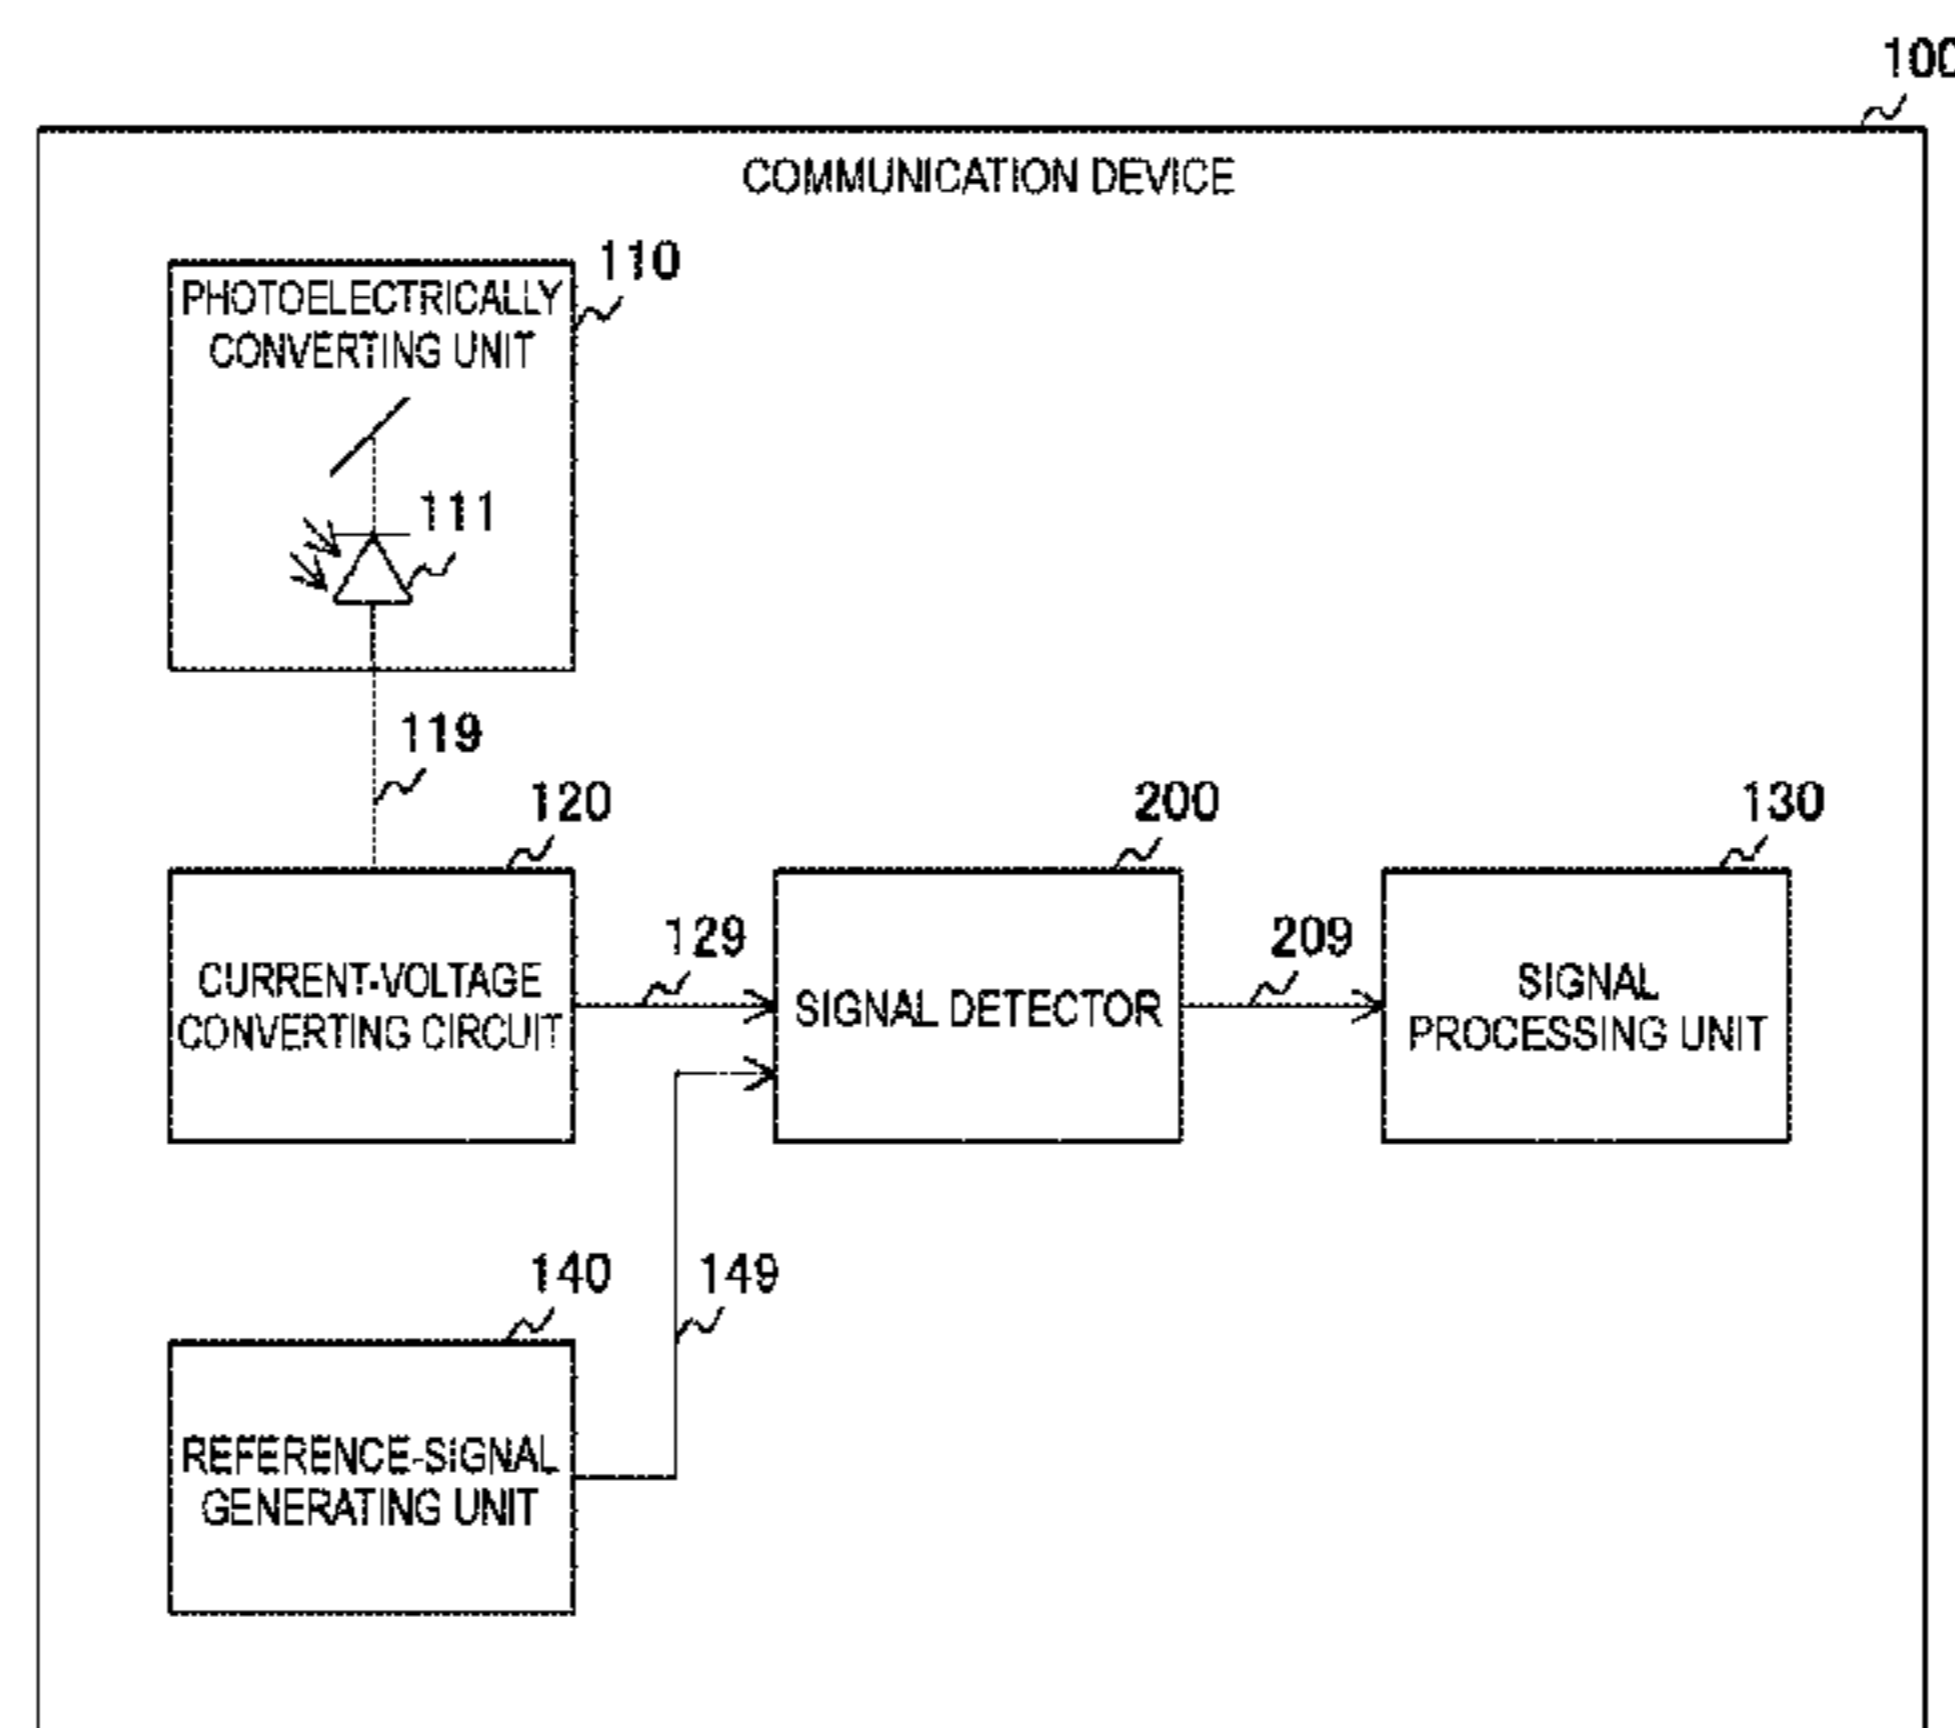 100
COMMUNICATION DEVICE
110
PHOTOELECTRICALLY
CONVERTING UNIT
111
119
120
200
130
129
209
CURRENT-VOLTAGE
CONVERTING CIRCUIT
SIGNAL DETECTOR
SIGNAL
PROCESSING UNIT
140
149
REFERENCE-SIGNAL
GENERATING UNIT